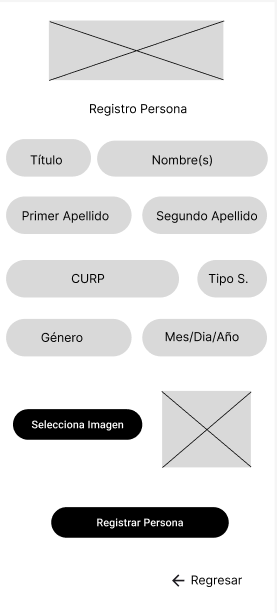 Registro Persona
Título Nombre(s)
Primer Apellido Segundo Apellido
CURP Tipo S.
Género Mes/Dia/Año
Selecciona Imagen
Registrar Persona
← Regresar